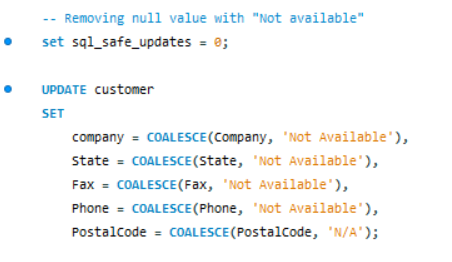 -- Removing null value with "Not available"
set sql_safe_updates = 0;
UPDATE customer
SET
company = COALESCE(Company, 'Not Available'),
State = COALESCE(State, 'Not Available'),
Fax = COALESCE(Fax, 'Not Available'),
Phone = COALESCE(Phone, 'Not Available'),
PostalCode = COALESCE(PostalCode, 'N/A');